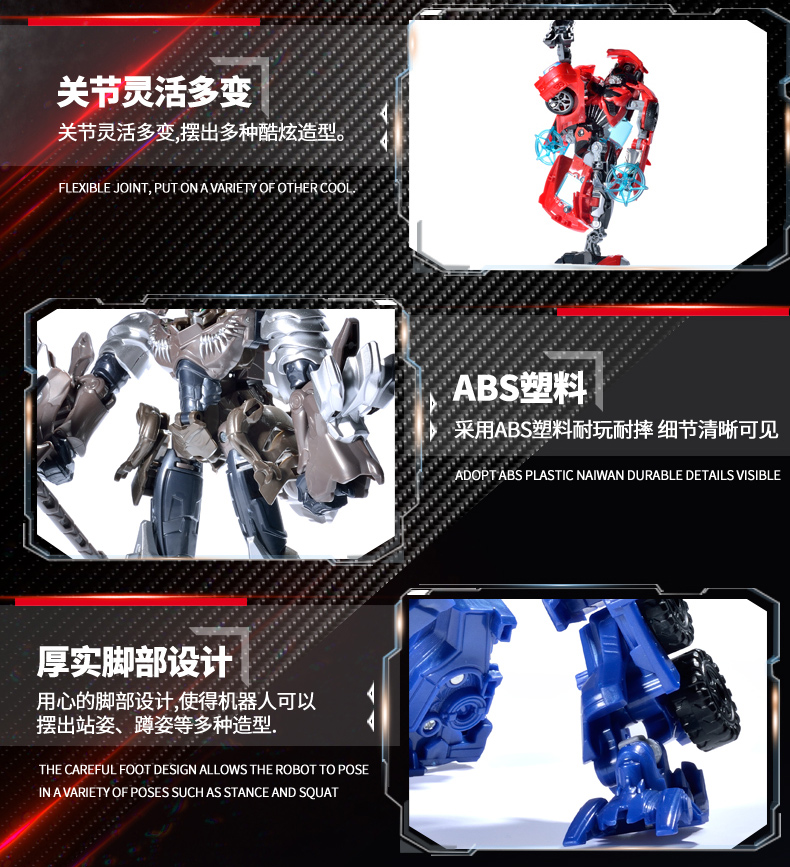 关节灵活多变
关节灵活多变,摆出多种酷炫造型。
FLEXIBLE JOINT, PUT ON A VARIETY OF OTHER COOL.
ABS塑料
采用ABS塑料耐玩耐摔 细节清晰可见
ADOPT ABS PLASTIC NAIWAN DURABLE DETAILS VISIBLE
厚实脚部设计
用心的脚部设计,使得机器人可以
摆出站姿、蹲姿等多种造型.
THE CAREFUL FOOT DESIGN ALLOWS THE ROBOT TO POSE
IN A VARIETY OF POSES SUCH AS STANCE AND SQUAT